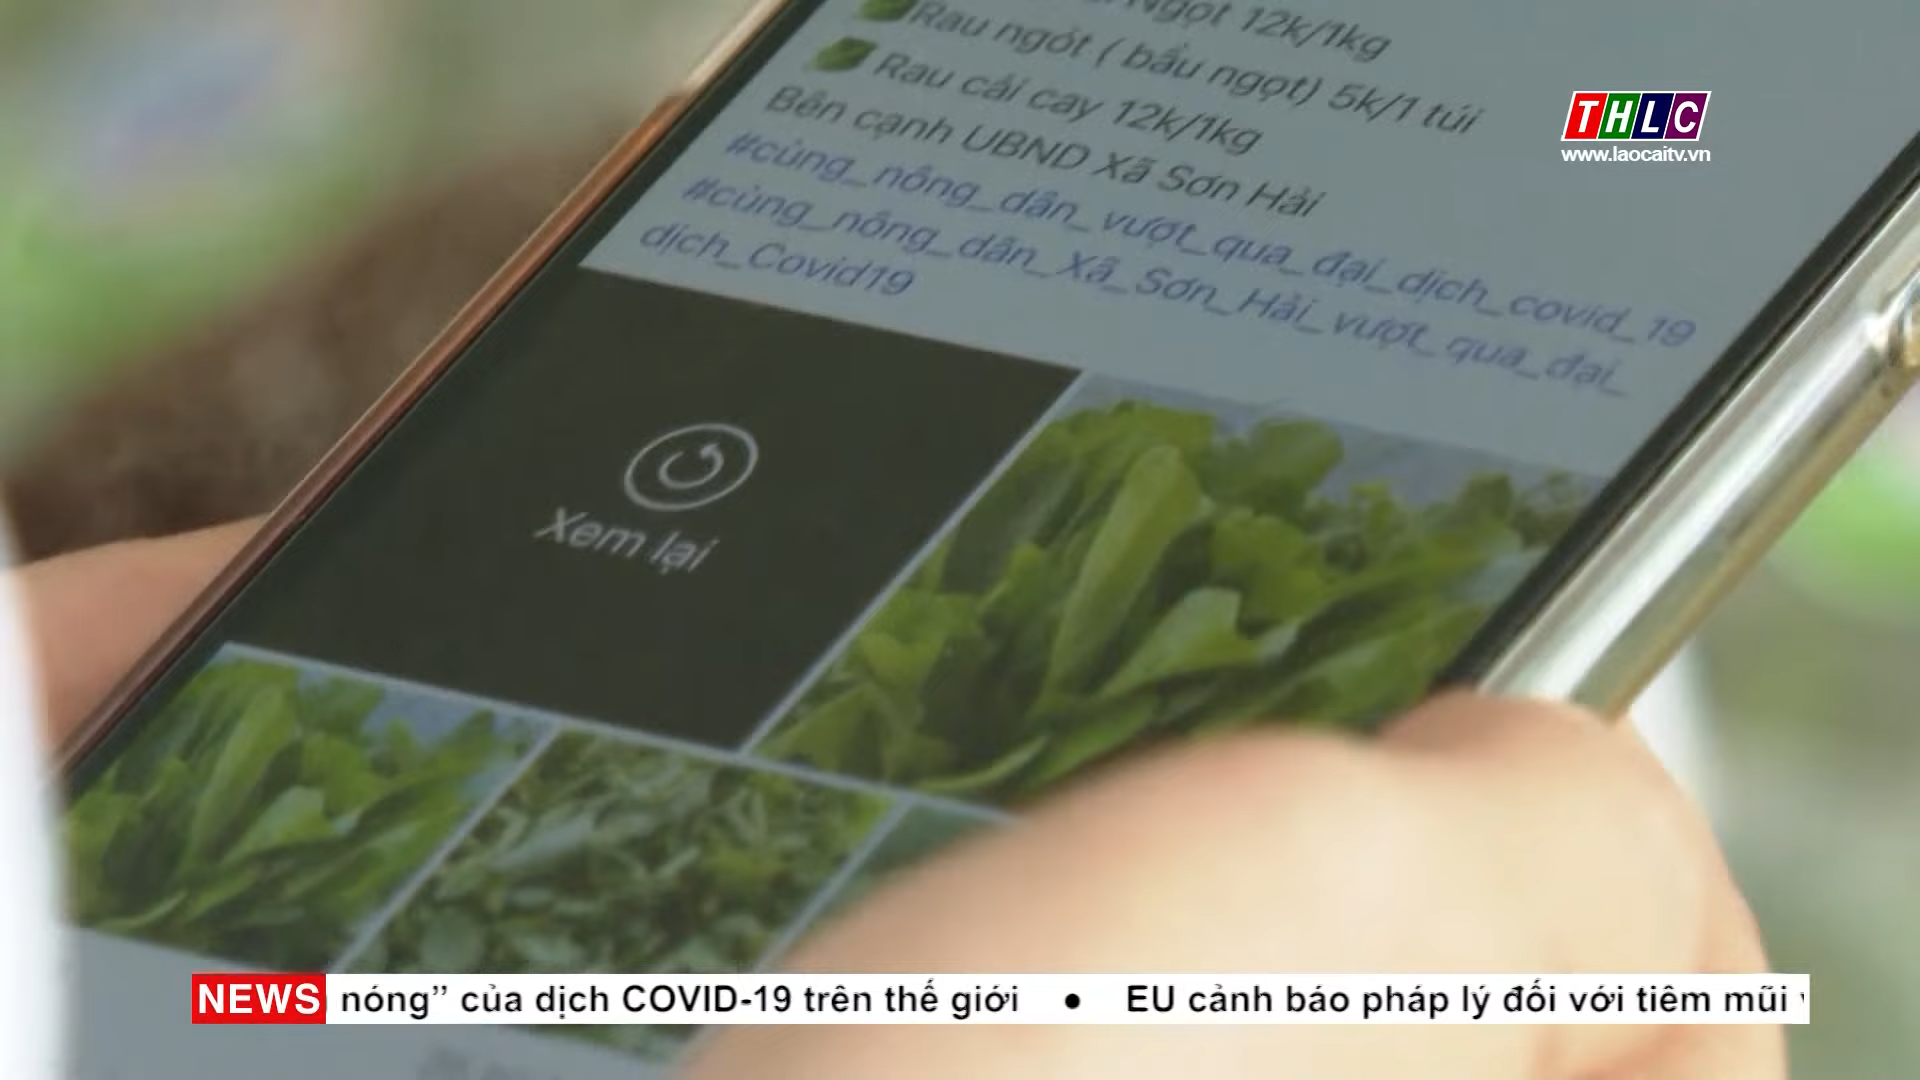 Ngọt 12k/1kg
Rau ngót ( bầu ngọt) 5k/1 túi
Rau cải cay 12k/1kg
Bên cạnh UBND Xã Sơn Hải
#cùng_nông_dân_vượt_qua_đại_dịch_covid_19
#cùng_nông_dân_Xã_Sơn_Hải_vượt_qua_đại_
dịch_Covid19
Xem lại
THLC
www.laocaitv.vn
NEWS nóng” của dịch COVID-19 trên thế giới ● EU cảnh báo pháp lý đối với tiêm mũi